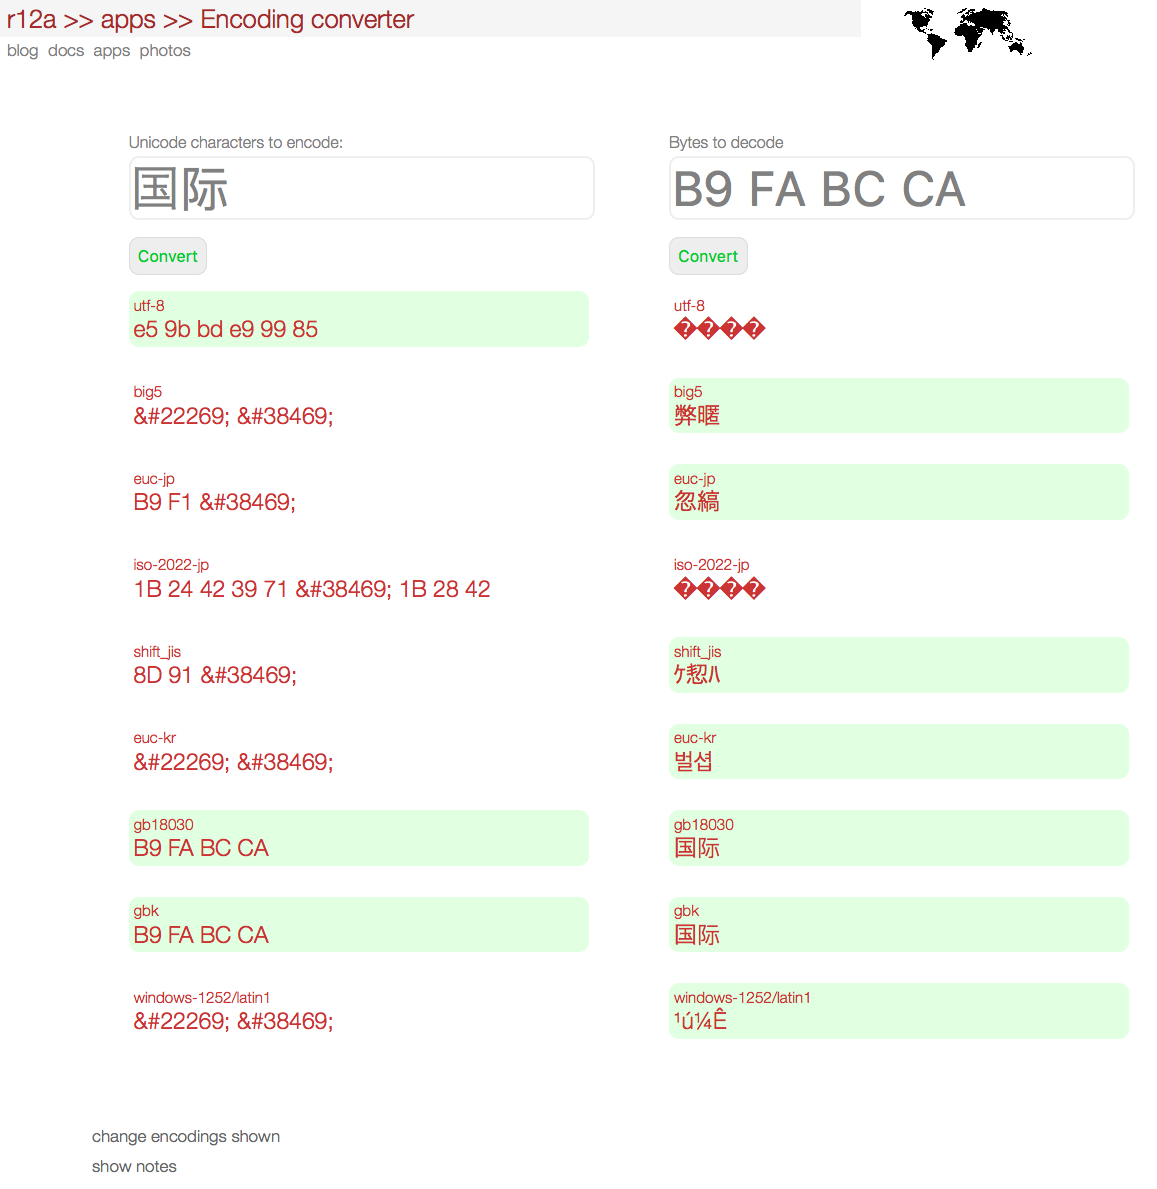 r12a >> apps >> Encoding converter
blog docs apps photos
Unicode characters to encode:
国际
Convert
utf-8
e5 9b bd e9 99 85
big5
&#22269; &#38469;
euc-jp
B9 F1 &#38469;
iso-2022-jp
1B 24 42 39 71 &#38469; 1B 28 42
shift_jis
8D 91 &#38469;
euc-kr
&#22269; &#38469;
gb18030
B9 FA BC CA
gbk
B9 FA BC CA
windows-1252/latin1
&#22269; &#38469;
Bytes to decode
B9 FA BC CA
Convert
utf-8
����
big5
弊暱
euc-jp
忽縞
iso-2022-jp
����
shift_jis
ｹ惼ﾊ
euc-kr
벌섭
gb18030
国际
gbk
国际
windows-1252/latin1
¹ú¼Ê
change encodings shown
show notes